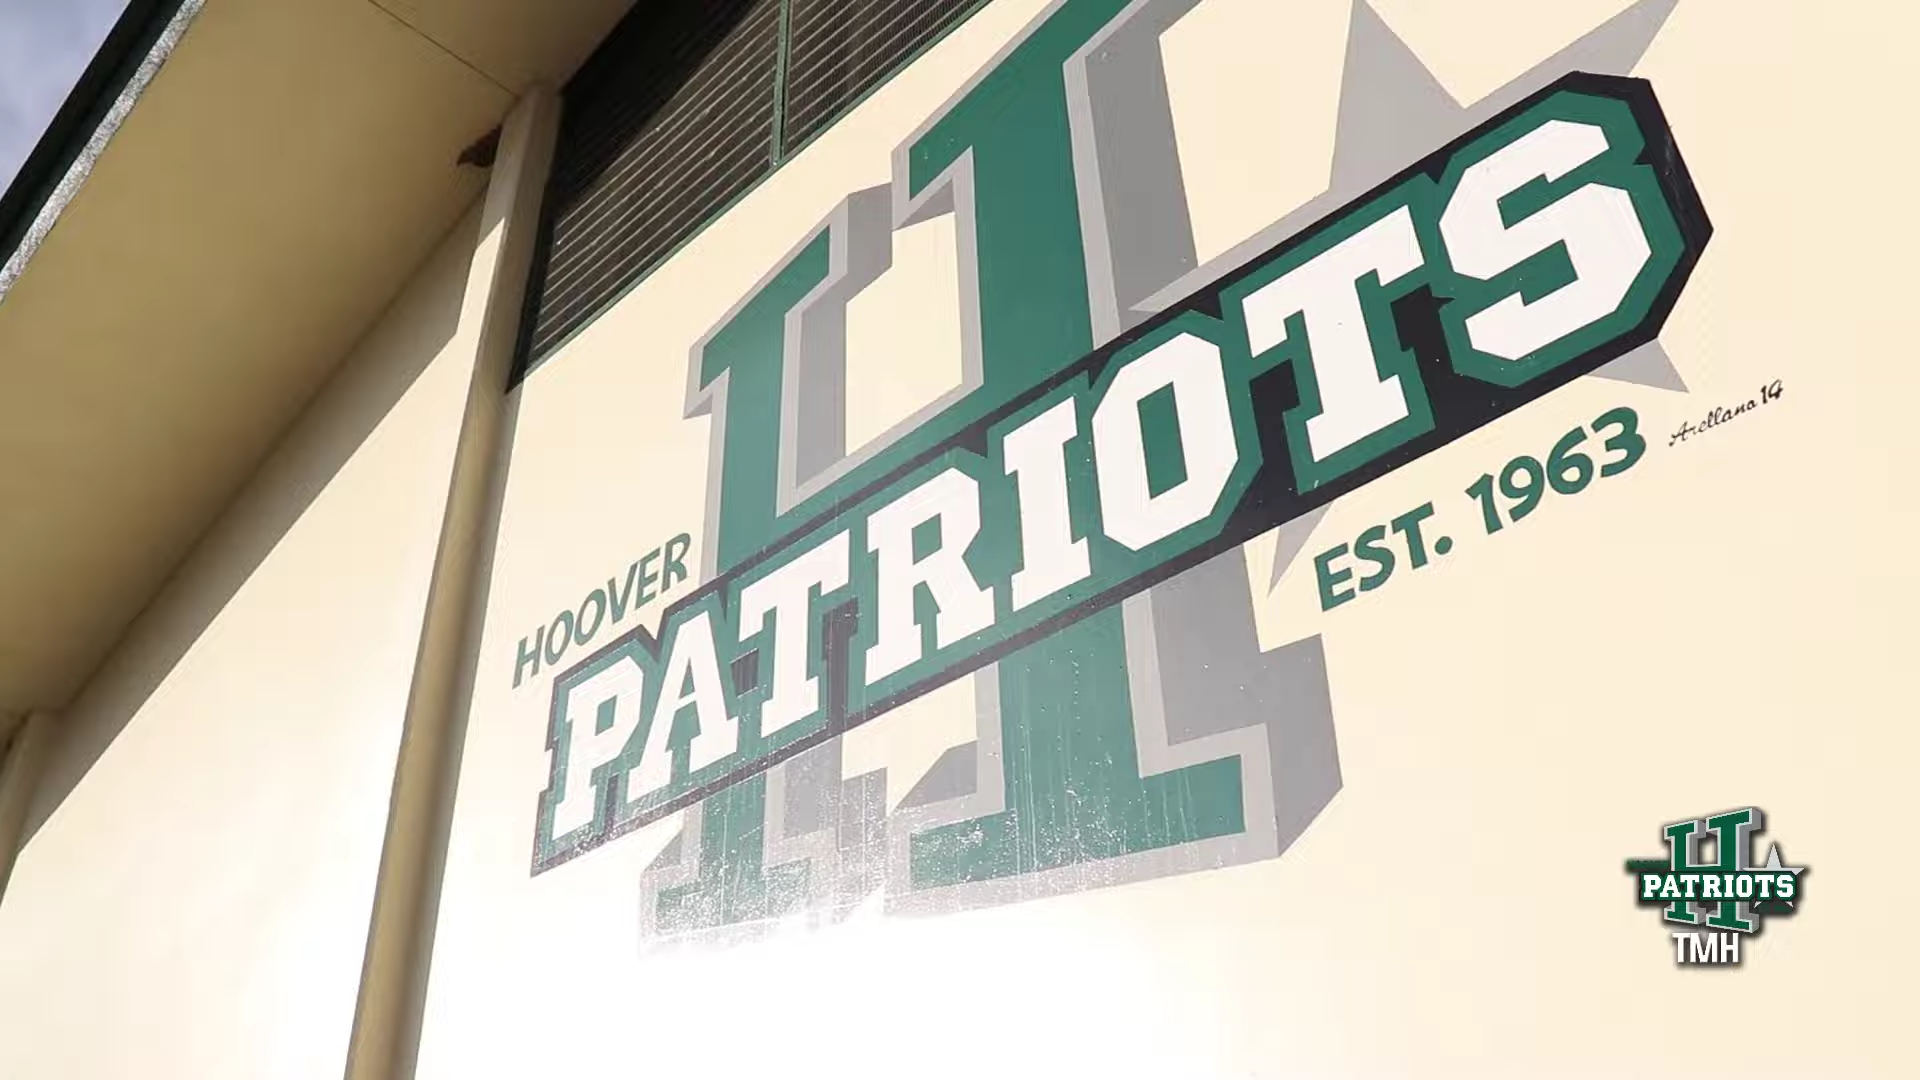 H
HOOVER
PATRIOTS
EST. 1963
Arellano 14
H
PATRIOTS
TMH